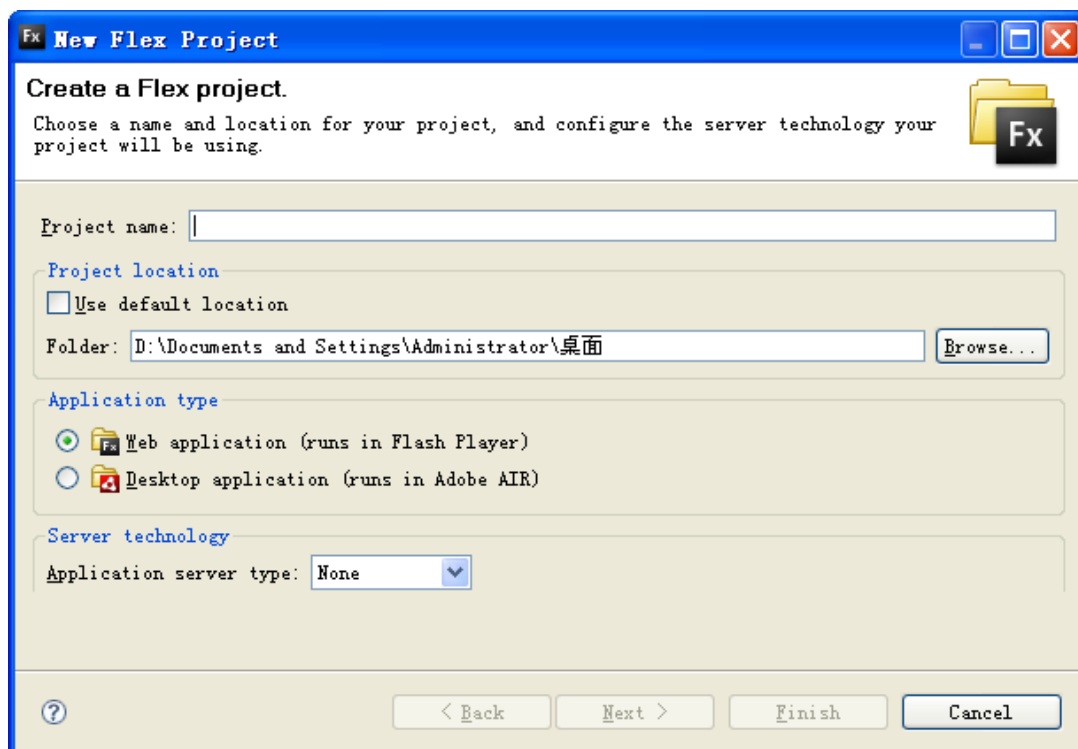 Fx New Flex Project
Create a Flex project.
Choose a name and location for your project, and configure the server technology your
project will be using.
Fx
Project name:
Project location
Use default location
Folder: D:\Documents and Settings\Administrator\桌面 Browse...
Application type
Fx Web application (runs in Flash Player)
Desktop application (runs in Adobe AIR)
Server technology
Application server type: None
? < Back Next > Finish Cancel